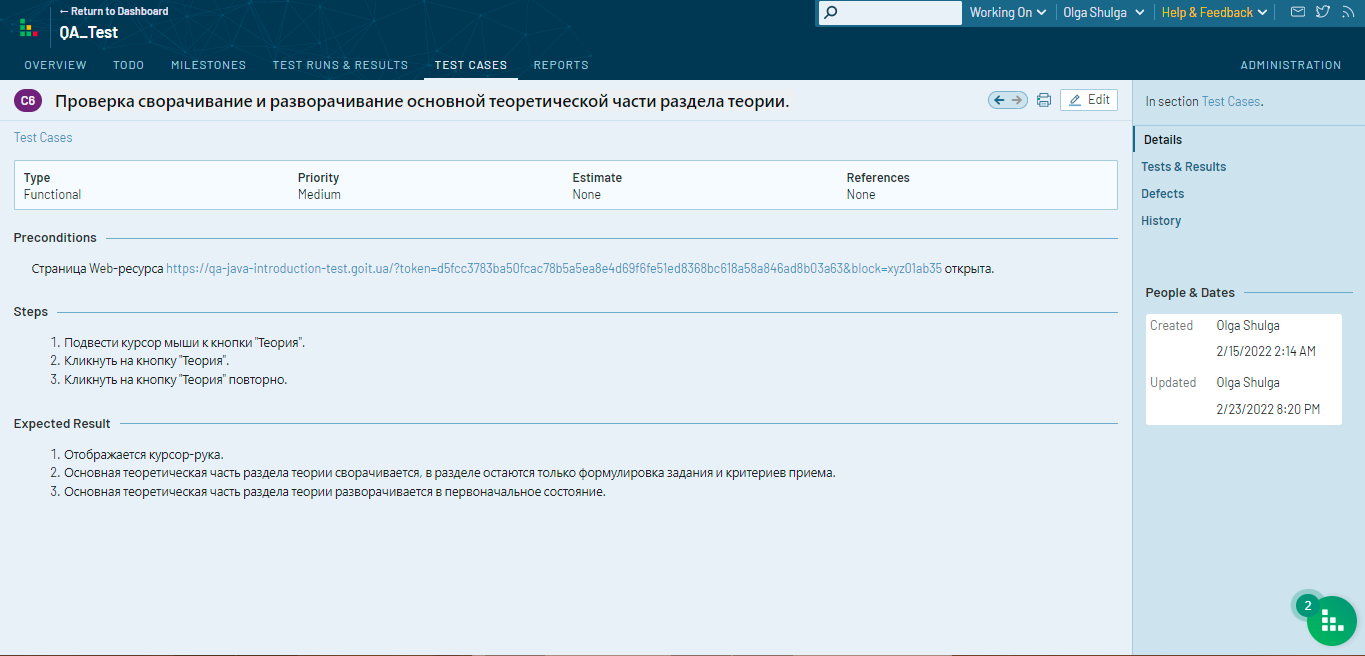 ← Return to Dashboard
QA_Test
Working On
Olga Shulga
Help & Feedback
OVERVIEW TODO MILESTONES TEST RUNS & RESULTS TEST CASES REPORTS ADMINISTRATION
C6 Проверка сворачивание и разворачивание основной теоретической части раздела теории.
Edit
Test Cases
Type Priority Estimate References
Functional Medium None None
Preconditions
Страница Web-ресурса https://qa-java-introduction-test.goit.ua/?token=d5fcc3783ba50fcac78b5a5ea8e4d69f6fe51ed8368bc618a58a846ad8b03a63&block=xyz01ab35 открыта.
Steps
1. Подвести курсор мыши к кнопки "Теория".
2. Кликнуть на кнопку "Теория".
3. Кликнуть на кнопку "Теория" повторно.
Expected Result
1. Отображается курсор-рука.
2. Основная теоретическая часть раздела теории сворачивается, в разделе остаются только формулировка задания и критериев приема.
3. Основная теоретическая часть раздела теории разворачивается в первоначальное состояние.
In section Test Cases.
Details
Tests & Results
Defects
History
People & Dates
Created Olga Shulga
2/15/2022 2:14 AM
Updated Olga Shulga
2/23/2022 8:20 PM
2